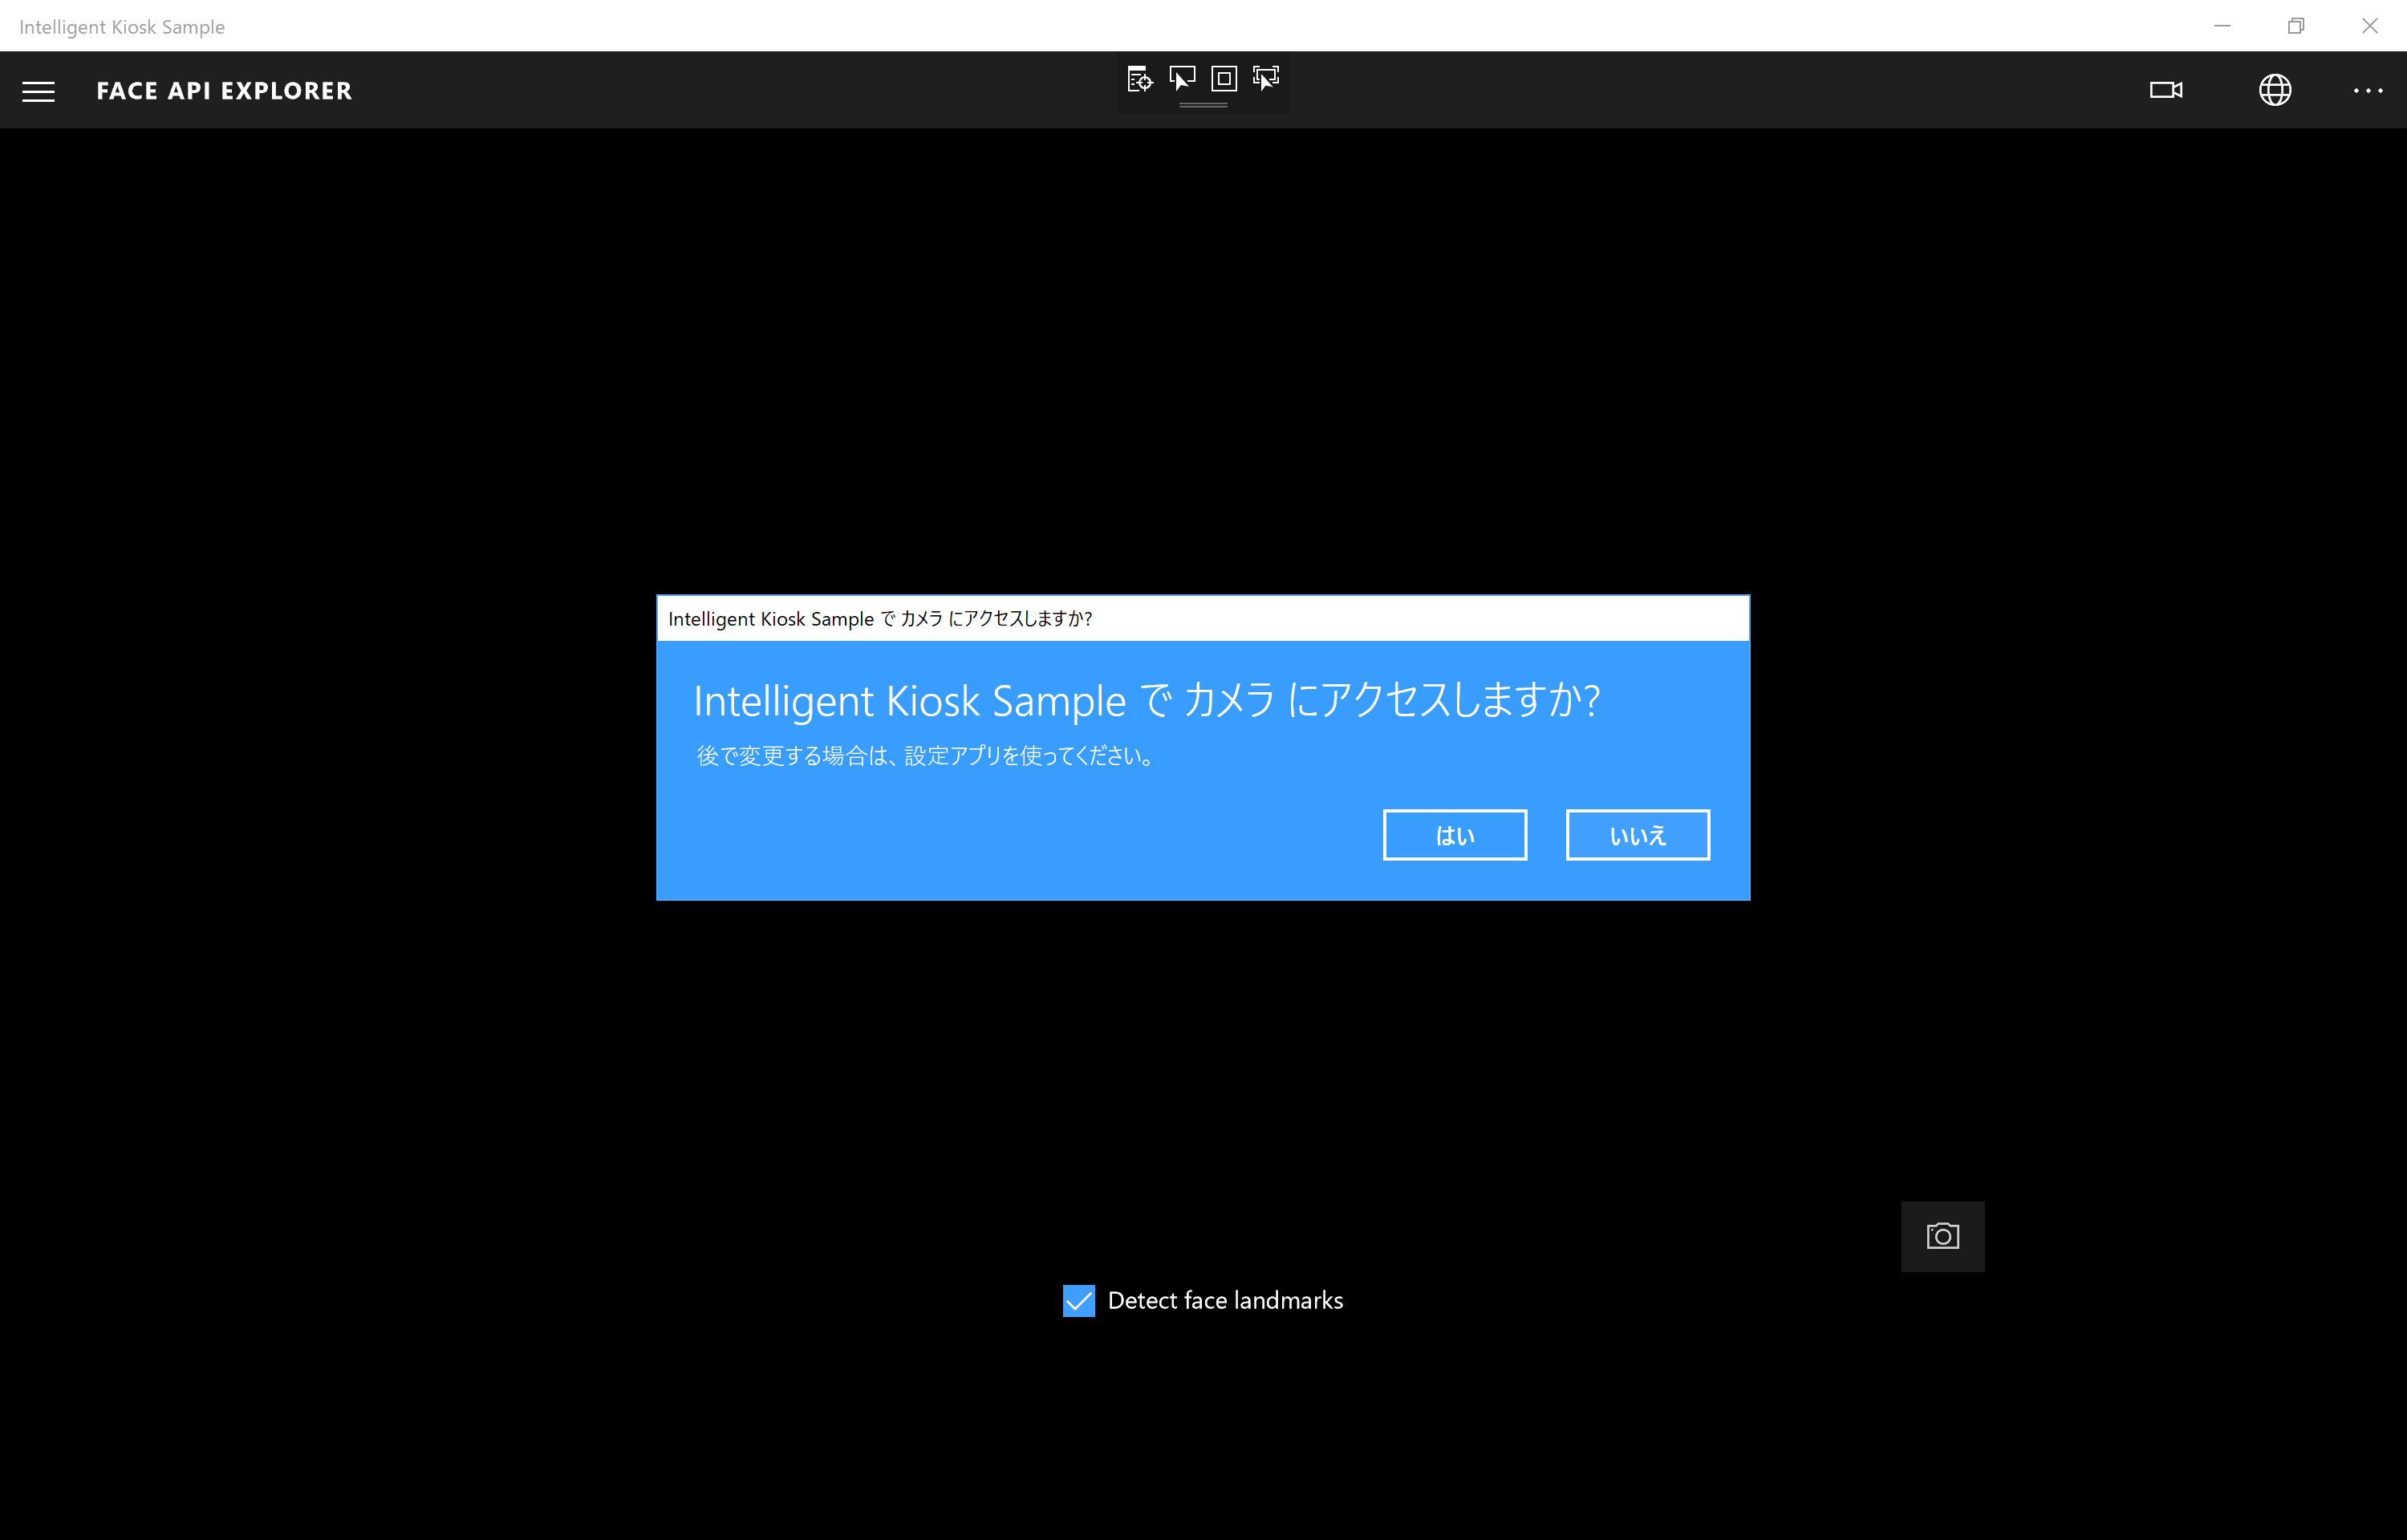 Intelligent Kiosk Sample
FACE API EXPLORER
Intelligent Kiosk Sample で カメラ にアクセスしますか?
Intelligent Kiosk Sample で カメラ にアクセスしますか?
後で変更する場合は、設定アプリを使ってください。
はい
いいえ
Detect face landmarks